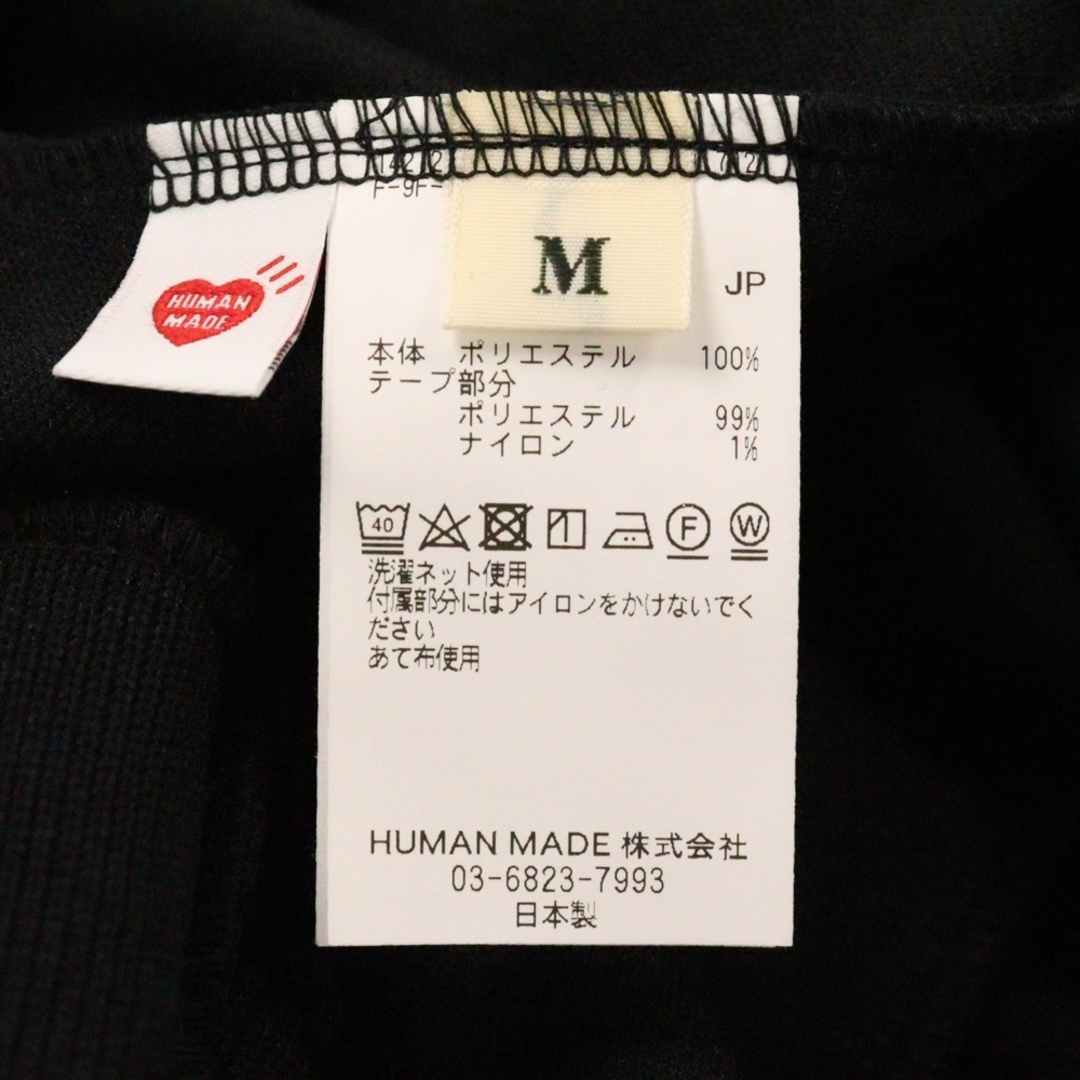 HUMAN
MADE
F-9F-
M
JP
本体 ポリエステル 100%
テープ部分
ポリエステル 99%
ナイロン 1%
40 F W
洗濯ネット使用
付属部分にはアイロンをかけないでく
ださい
あて布使用
HUMAN MADE 株式会社
03-6823-7993
日本製